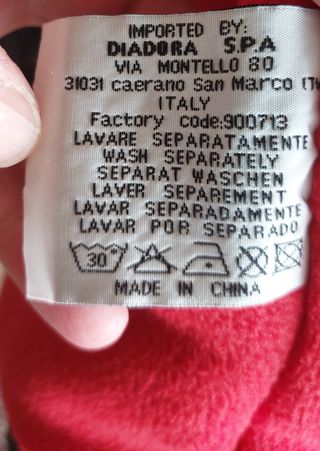 IMPORTED BY:
DIADORA S.P.A
VIA MONTELLO 80
31031 caerano San Marco (TV
ITALY
Factory code:900713
LAVARE SEPARATAMENTE
WASH SEPARATELY
SEPARAT WASCHEN
LAVER SEPAREMENT
LAVAR SEPARADAMENTE
LAVAR POR SEPARADO
30°
MADE IN CHINA